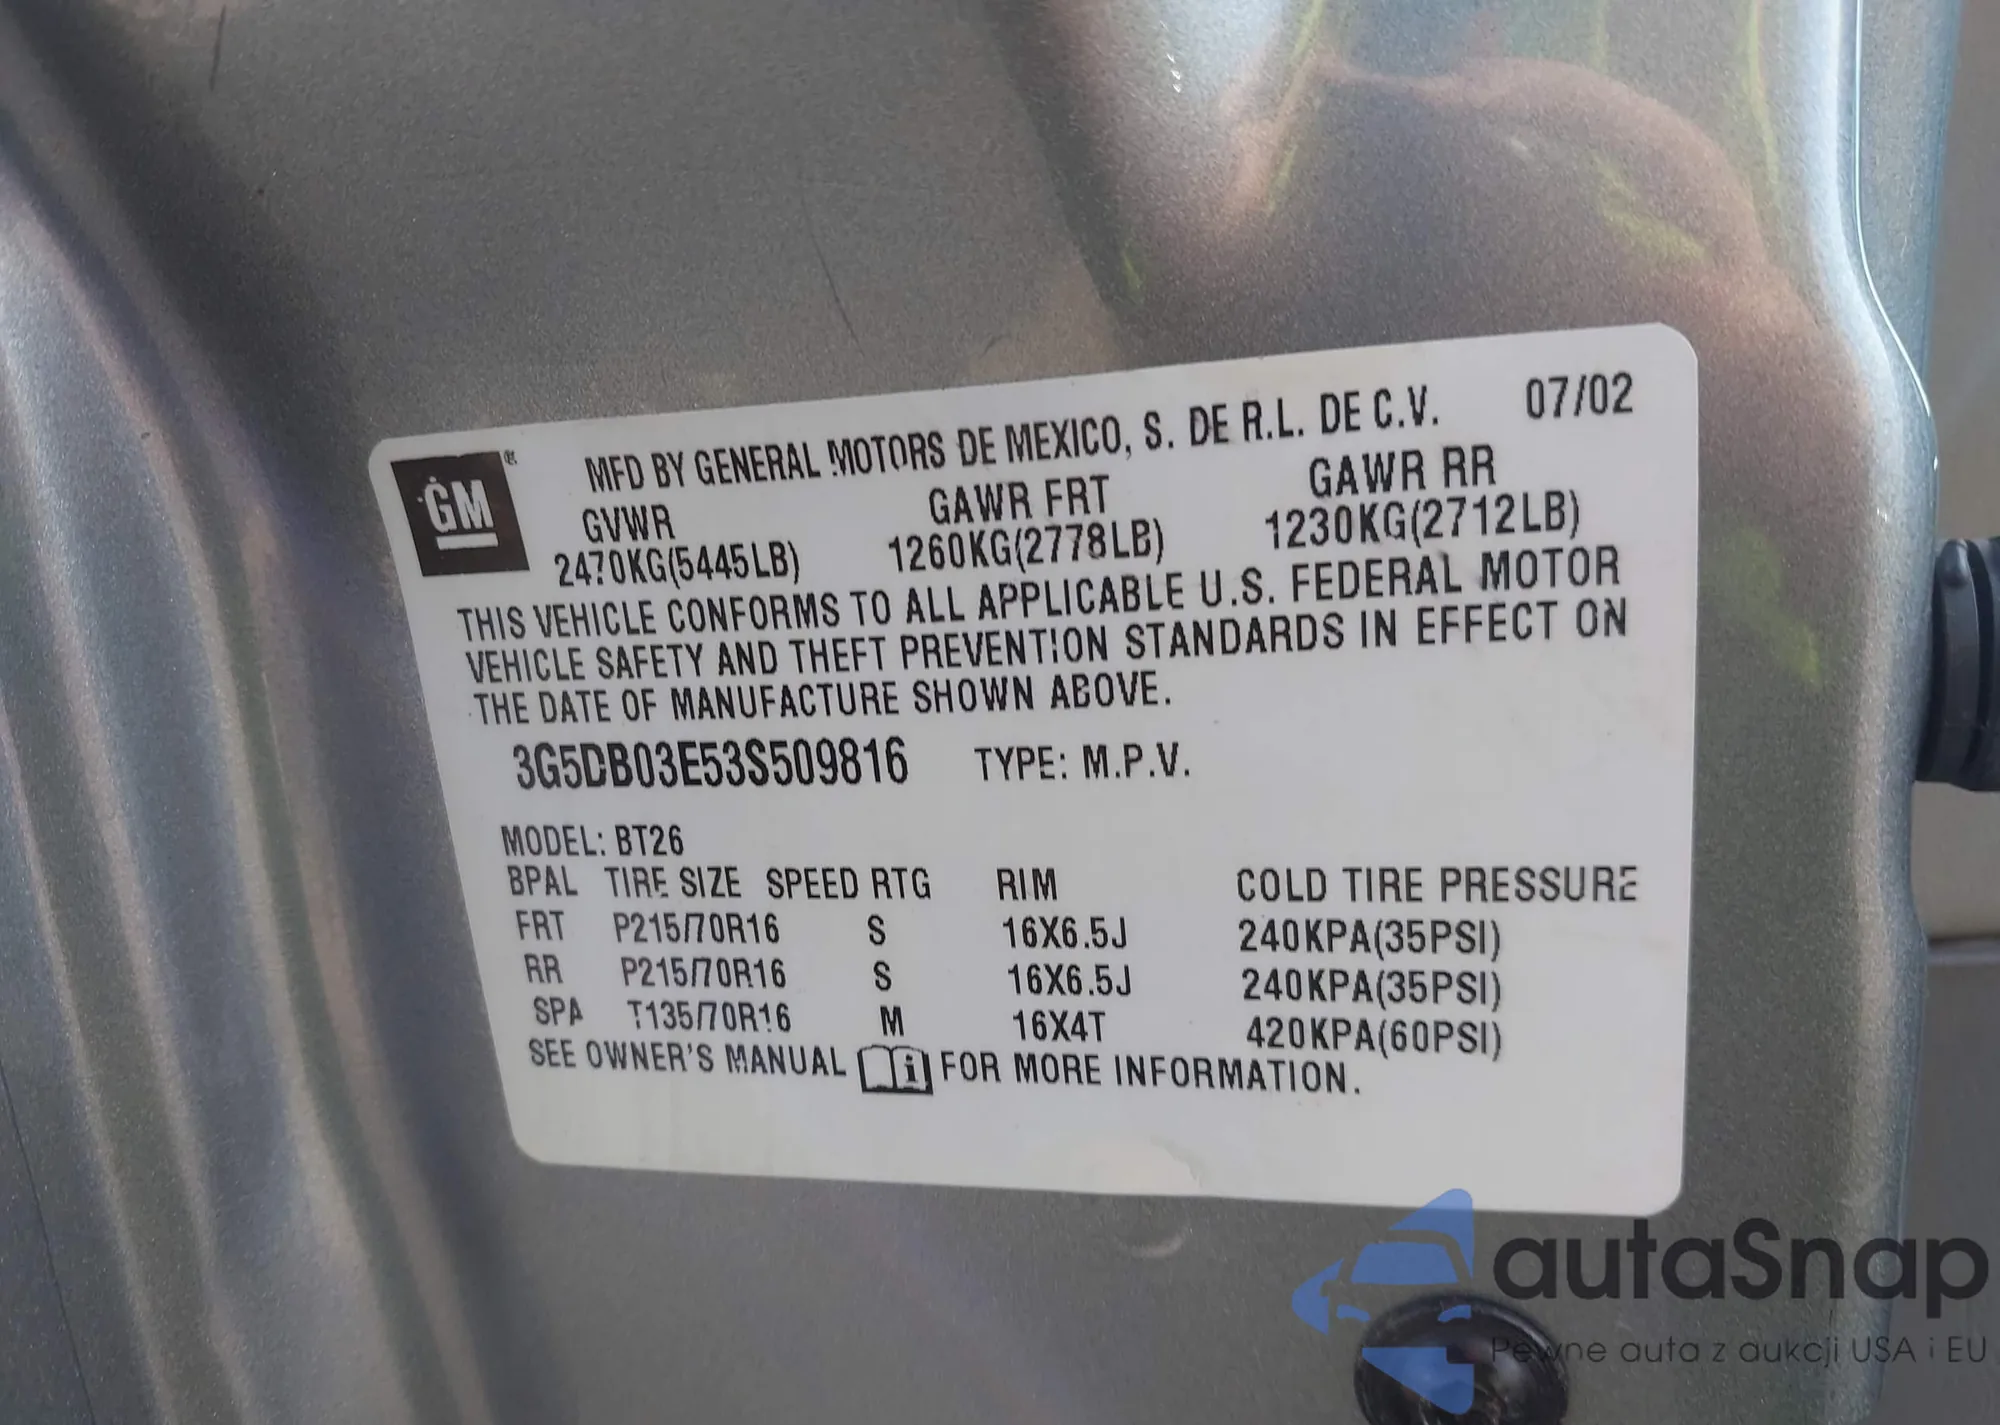 GM®
MFD BY GENERAL MOTORS DE MEXICO, S. DE R.L. DE C.V. 07/02
GVWR GAWR FRT GAWR RR
2470KG(5445LB) 1260KG(2778LB) 1230KG(2712LB)
THIS VEHICLE CONFORMS TO ALL APPLICABLE U.S. FEDERAL MOTOR
VEHICLE SAFETY AND THEFT PREVENTION STANDARDS IN EFFECT ON
THE DATE OF MANUFACTURE SHOWN ABOVE.
3G5DB03E53S509816 TYPE: M.P.V.
MODEL: BT26
BPAL TIRE SIZE SPEED RTG RIM COLD TIRE PRESSURE
FRT P215/70R16 S 16X6.5J 240KPA(35PSI)
RR P215/70R16 S 16X6.5J 240KPA(35PSI)
SPA T135/70R16 M 16X4T 420KPA(60PSI)
SEE OWNER'S MANUAL i FOR MORE INFORMATION.
autaSnap
Pewne auta z aukcji USA i EU